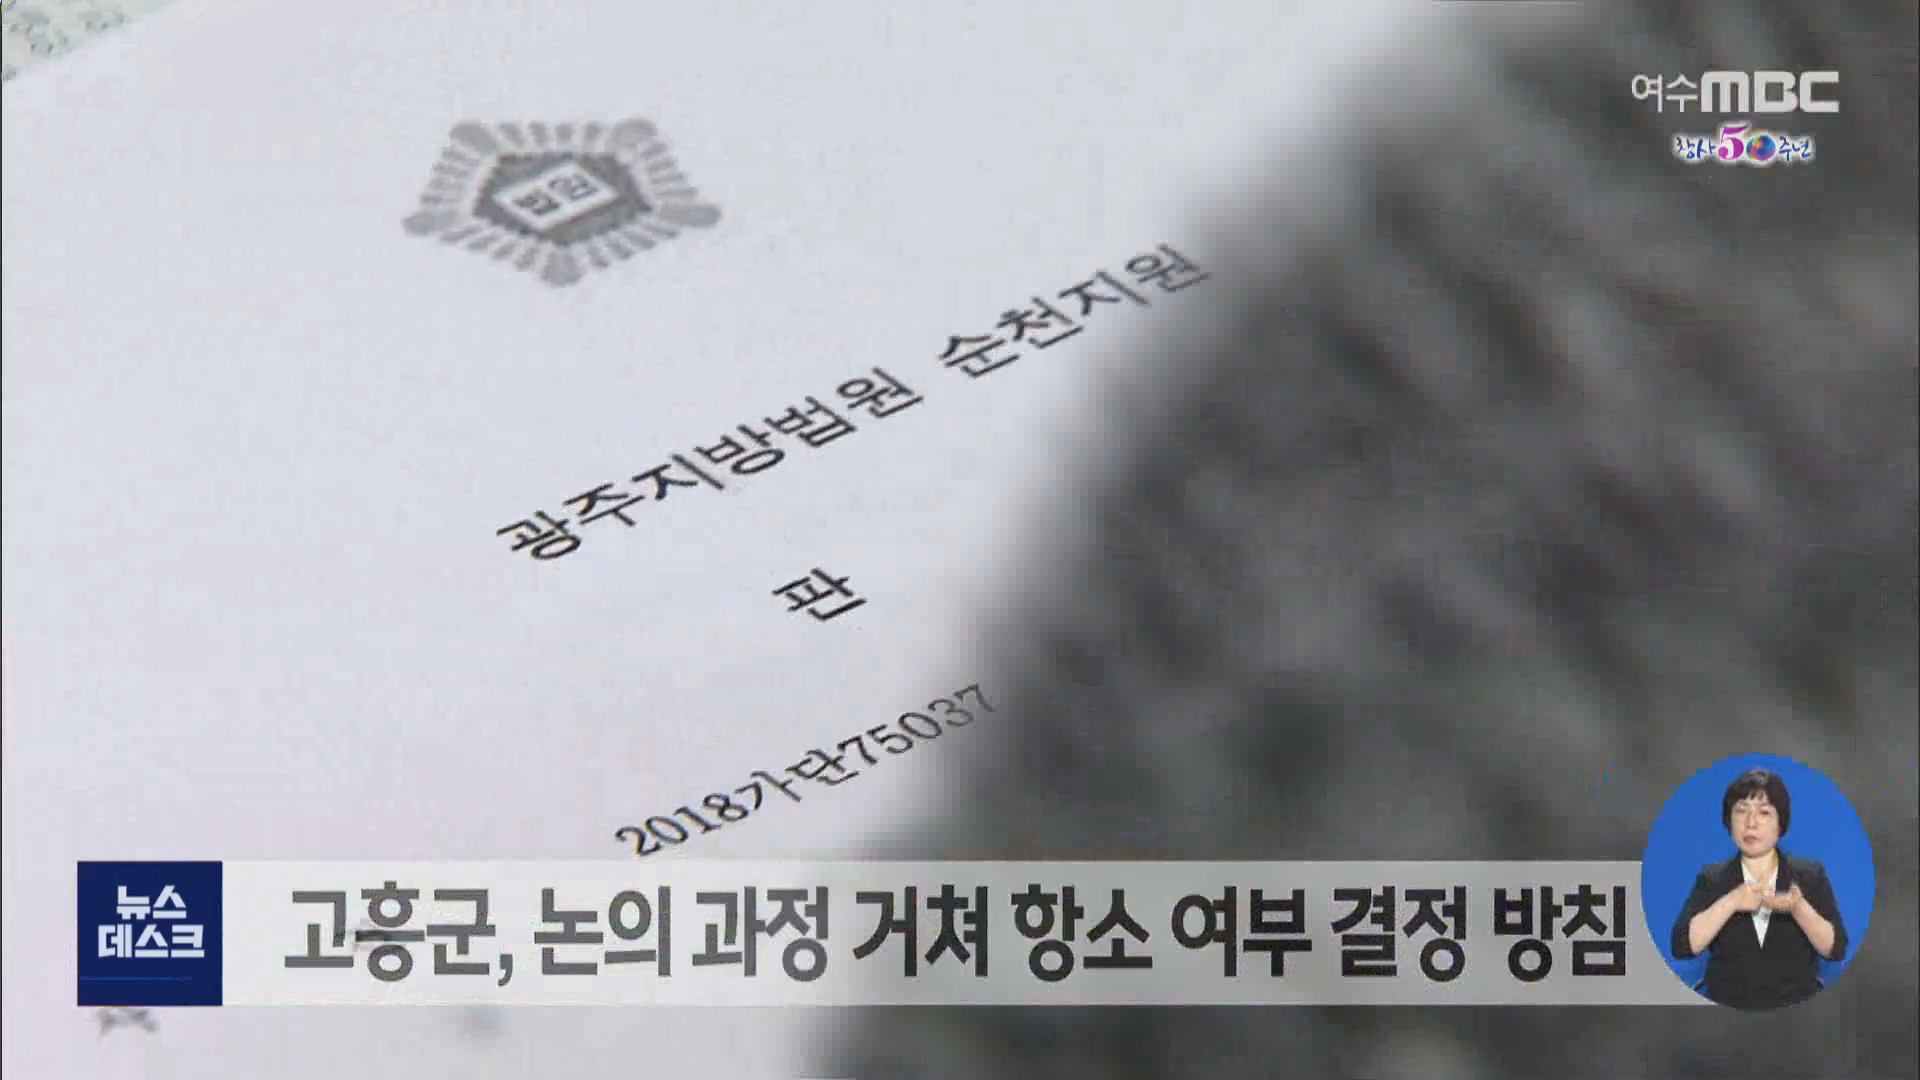 여수MBC
창사50주년
법원
광주지방법원 순천지원
판
2018가단75037
뉴스
데스크
고흥군, 논의 과정 거쳐 항소 여부 결정 방침